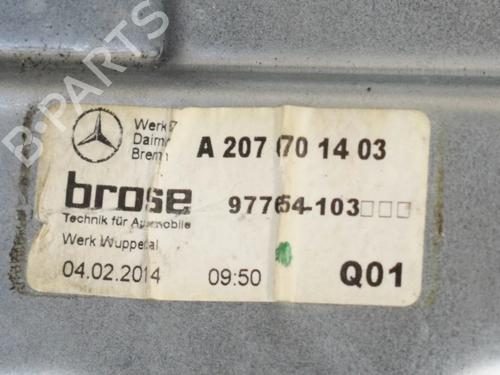 B-PARTS
Werk
Daim
Brem
A 207 70 14 03
brose
97764-103□□□
Technik für Automobile
Werk Wuppertal
04.02.2014 09:50 Q01